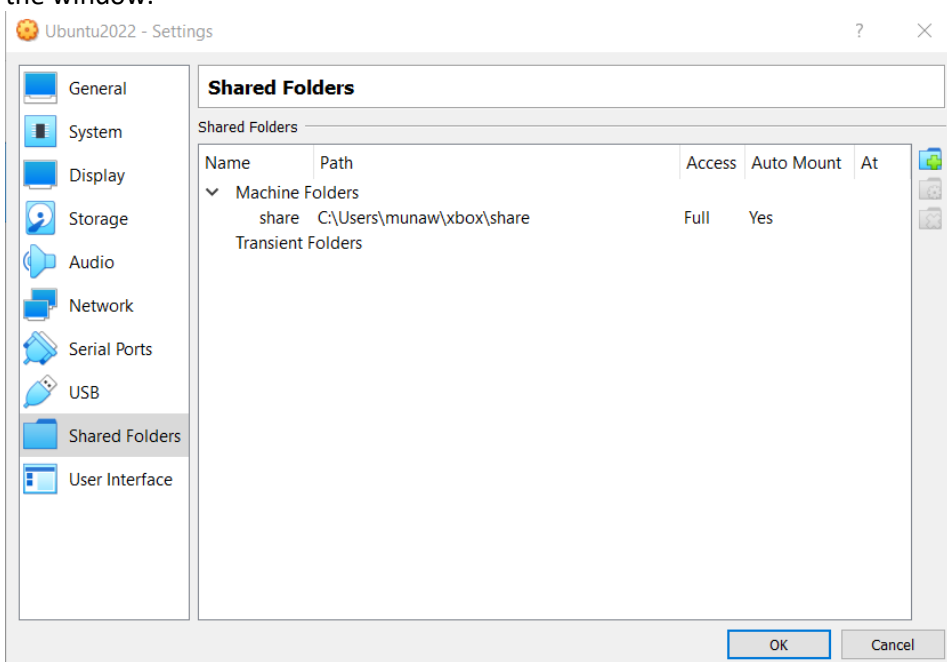 the window.
Ubuntu2022 - Settings
?
General
System
Display
Storage
Audio
Network
Serial Ports
USB
Shared Folders
User Interface
Shared Folders
Shared Folders
Name Path Access Auto Mount At
Machine Folders
share C:\Users\munaw\xbox\share Full Yes
Transient Folders
OK Cancel